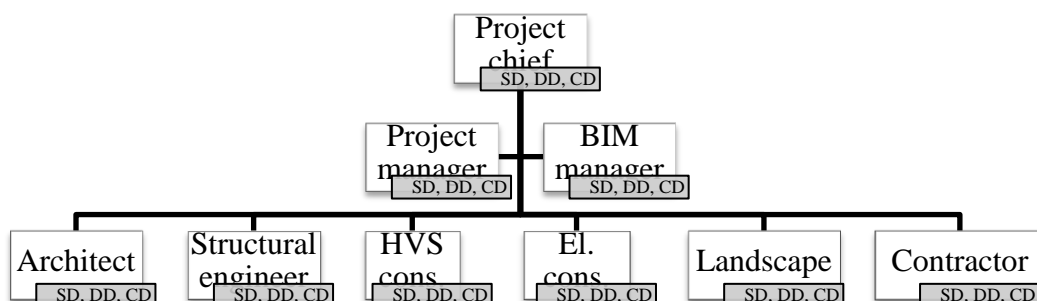 Project
chief
SD, DD, CD
Project
manager
SD, DD, CD
BIM
manager
SD, DD, CD
Architect
SD, DD, CD
Structural
engineer
SD, DD, CD
HVS
cons.
SD, DD, CD
El.
cons.
SD, DD, CD
Landscape
SD, DD, CD
Contractor
SD, DD, CD